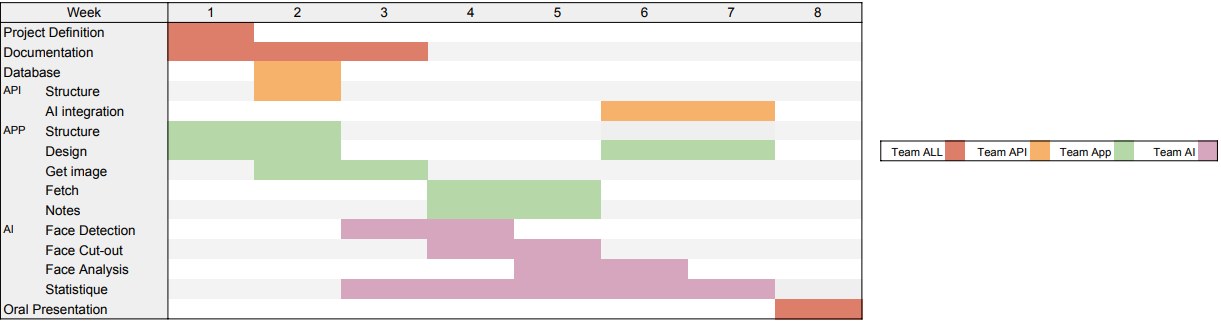 Week 1 2 3 4 5 6 7 8
Project Definition
Documentation
Database
API Structure
AI integration
APP Structure
Design
Team ALL Team API Team App Team AI
Get image
Fetch
Notes
AI Face Detection
Face Cut-out
Face Analysis
Statistique
Oral Presentation